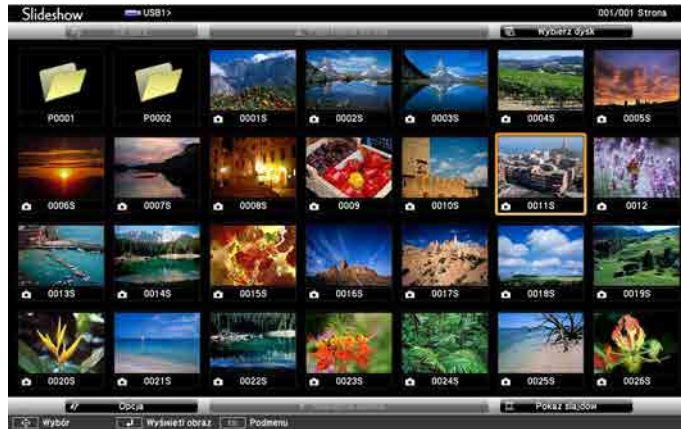 Slideshow USB1> 001/001 Strona
Wybierz dysk
P0001 P0002 0001S 0002S 0003S 0004S 0005S
0006S 0007S 0008S 0009 0010S 0011S 0012
0013S 0014S 0015S 0016S 0017S 0018S 0019S
0020S 0021S 0022S 0023S 0024S 0025S 0026S
Opcja Pokaz slajdów
Wybór Wyświetl obraz Esc Podmenu